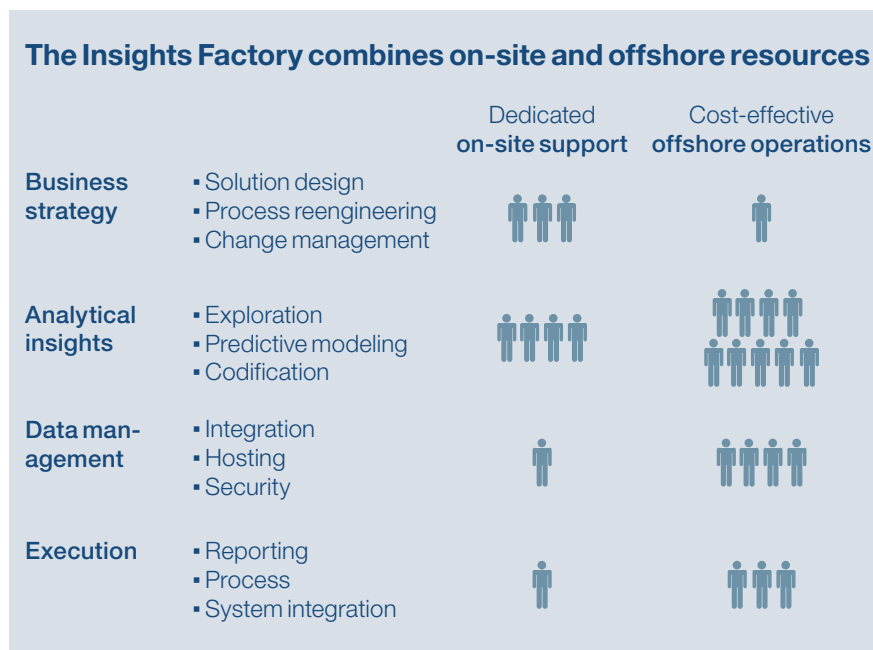 The Insights Factory combines on-site and offshore resources
Dedicated
on-site support
Cost-effective
offshore operations
Business
strategy
▪ Solution design
▪ Process reengineering
▪ Change management
Analytical
insights
▪ Exploration
▪ Predictive modeling
▪ Codification
Data man-
agement
▪ Integration
▪ Hosting
▪ Security
Execution
▪ Reporting
▪ Process
▪ System integration